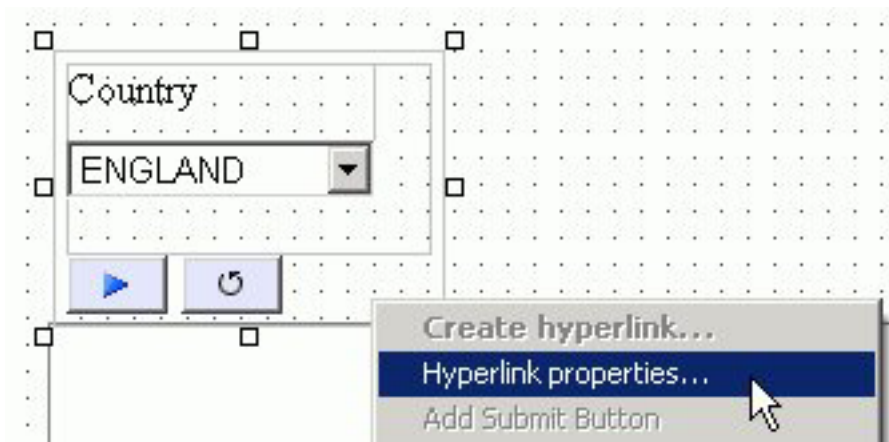 Country
ENGLAND
Create hyperlink...
Hyperlink properties...
Add Submit Button